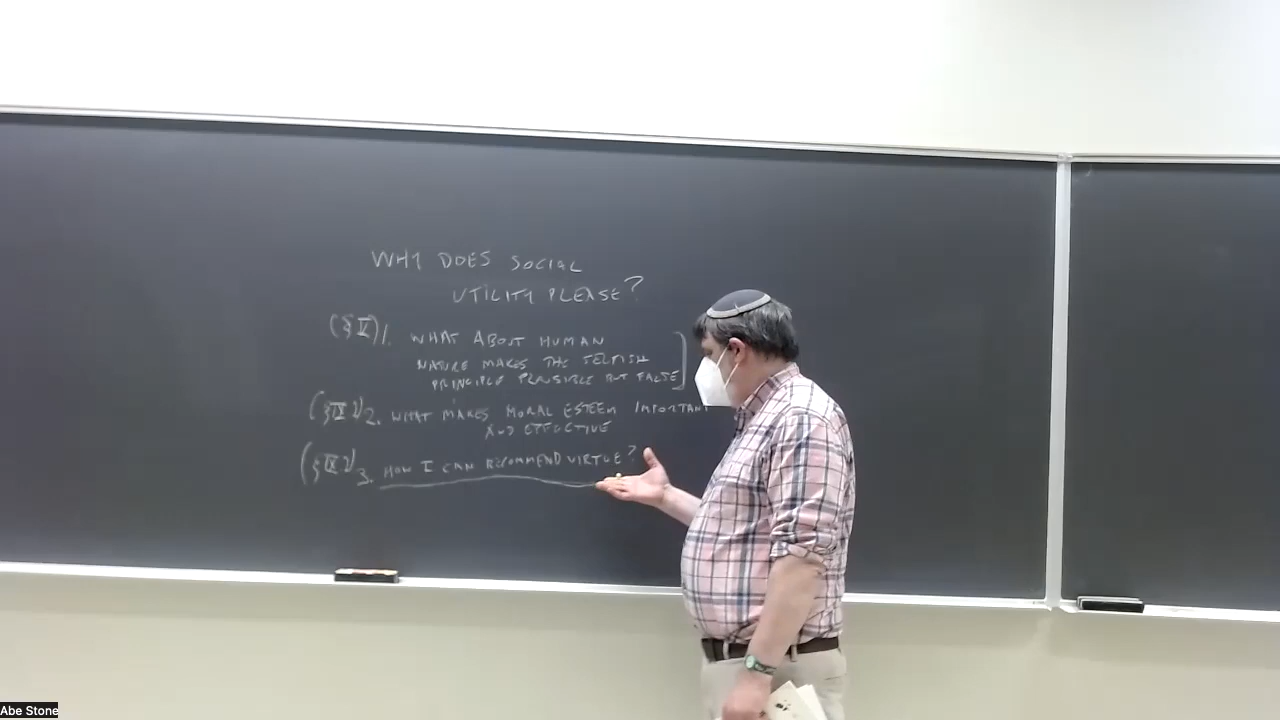 WHY DOES SOCIAL
UTILITY PLEASE?
(§V) 1. WHAT ABOUT HUMAN
NATURE MAKES THE SELFISH
PRINCIPLE PLAUSIBLE BUT FALSE
2. WHAT MAKES MORAL ESTEEM IMPORTANT
AND EFFECTIVE
(§IX) 3. HOW I CAN RECOMMEND VIRTUE?
Abe Stone